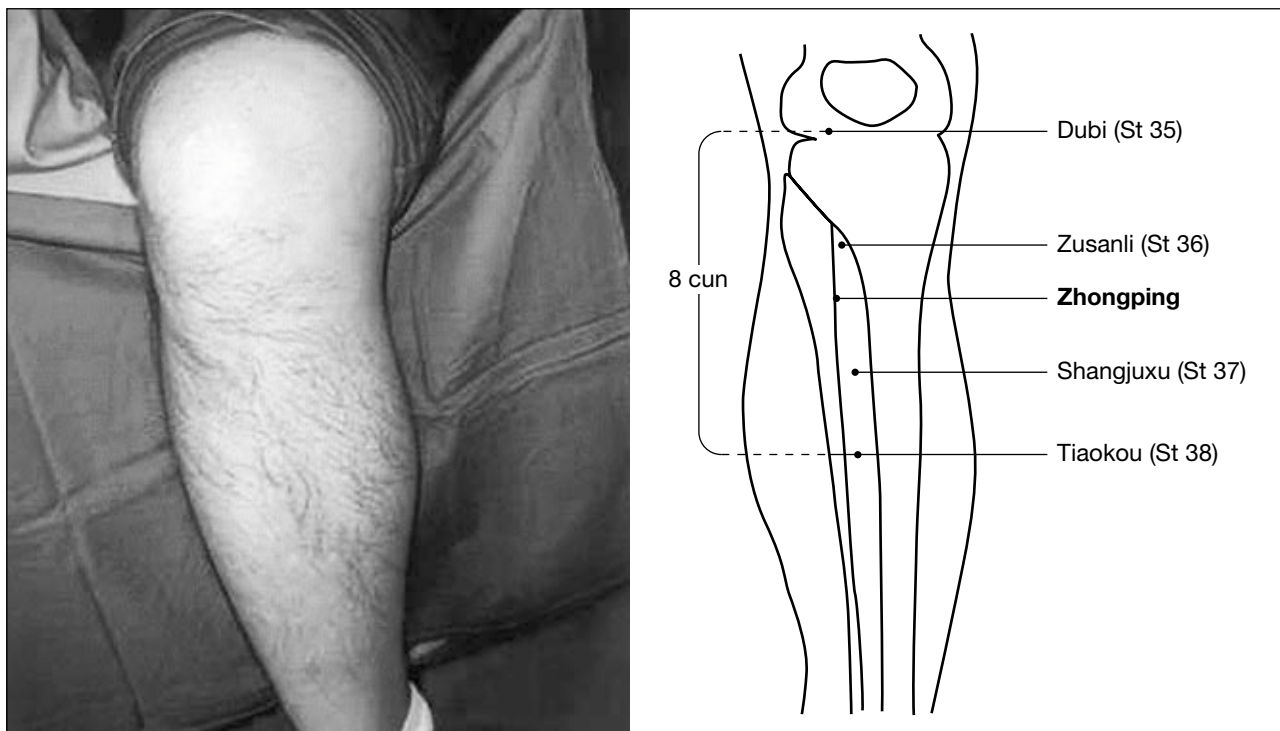 Dubi (St 35)
Zusanli (St 36)
8 cun
Zhongping
Shangjuxu (St 37)
Tiaokou (St 38)